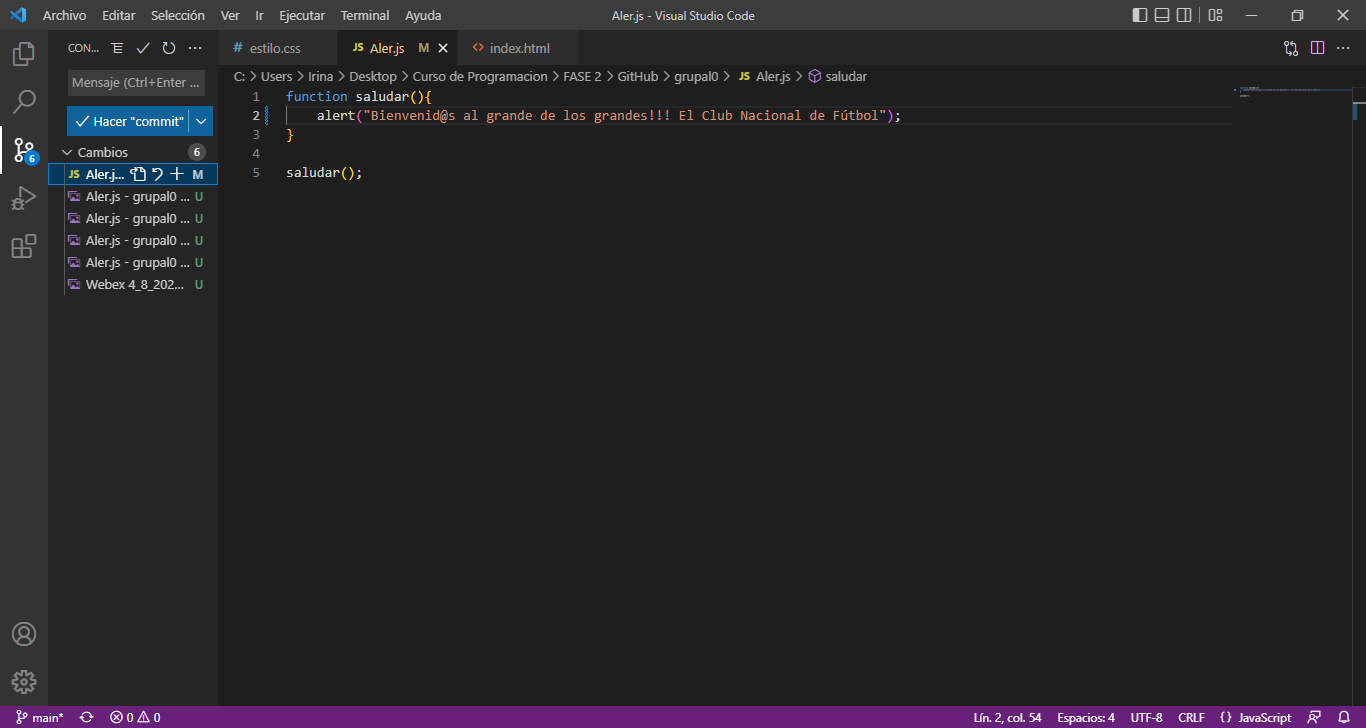 Archivo Editar Selección Ver Ir Ejecutar Terminal Ayuda
Aler.js - Visual Studio Code
CON...
Mensaje (Ctrl+Enter ...
Hacer "commit"
Cambios 6
6
JS Aler.j... M
Aler.js - grupal0 ... U
Aler.js - grupal0 ... U
Aler.js - grupal0 ... U
Aler.js - grupal0 ... U
Webex 4_8_202... U
# estilo.css
JS Aler.js M
<> index.html
C: > Users > Irina > Desktop > Curso de Programacion > FASE 2 > GitHub > grupal0 > JS Aler.js > saludar
1 function saludar(){
2 alert("Bienvenid@s al grande de los grandes!!! El Club Nacional de Fútbol");
3 }
4
5 saludar();
main* 0 0
Lín. 2, col. 54 Espacios: 4 UTF-8 CRLF {} JavaScript